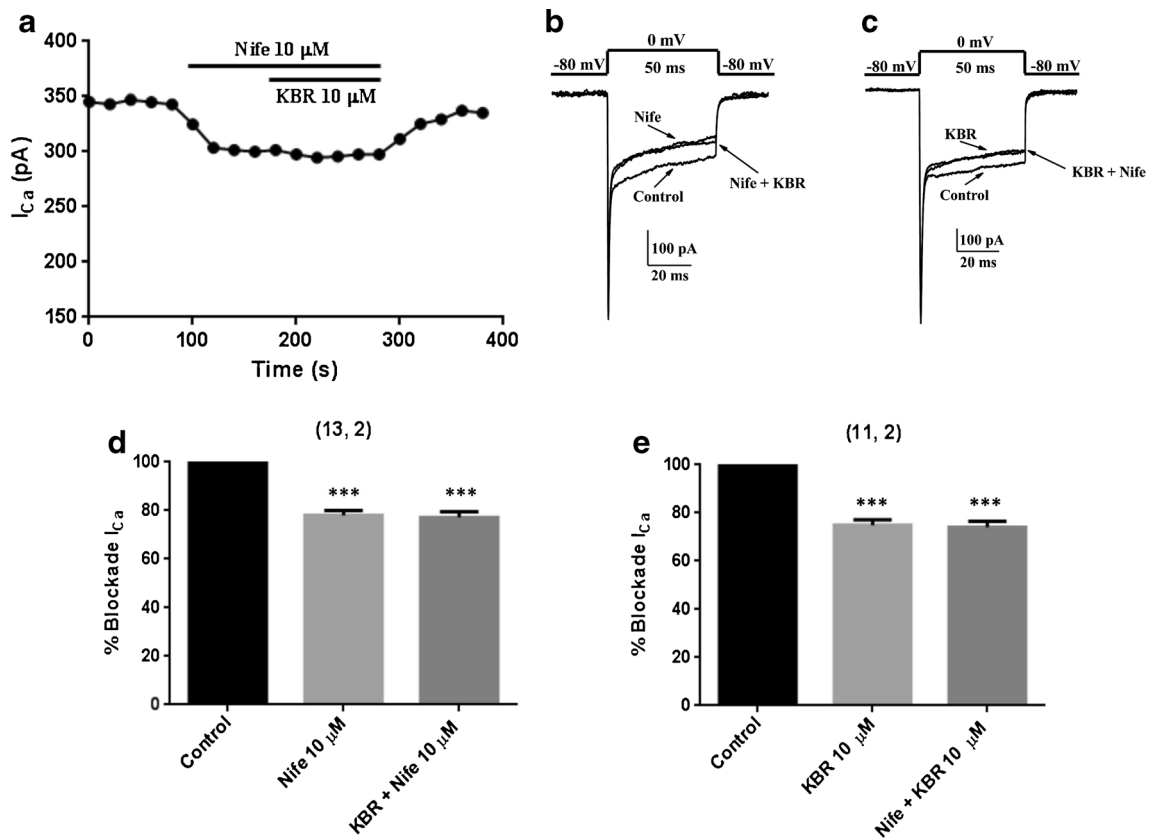 a
400
350
300
250
200
150
I Ca (pA)
Nife 10 μM
KBR 10 μM
0
100
200
300
400
Time (s)
b
0 mV
-80 mV
50 ms
-80 mV
Nife
Nife + KBR
Control
100 pA
20 ms
c
0 mV
-80 mV
50 ms
-80 mV
KBR
KBR + Nife
Control
100 pA
20 ms
d
(13, 2)
100
80
60
40
20
0
% Blockade I Ca
***
***
Control
Nife 10 μM
KBR + Nife 10 μM
e
(11, 2)
100
80
60
40
20
0
% Blockade I Ca
***
***
Control
KBR 10 μM
Nife + KBR 10 μM